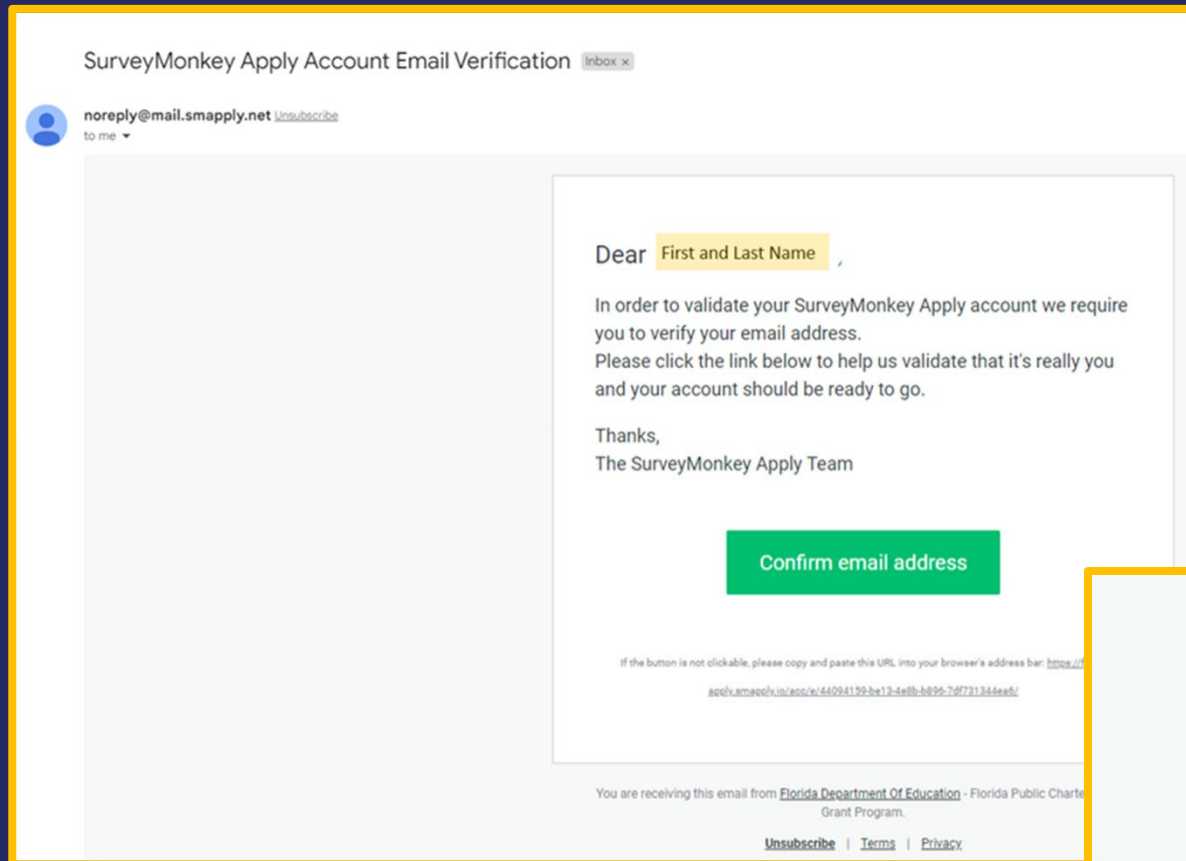 SurveyMonkey Apply Account Email Verification Inbox x
noreply@mail.smapply.net Unsubscribe
to me
Dear First and Last Name ,
In order to validate your SurveyMonkey Apply account we require
you to verify your email address.
Please click the link below to help us validate that it's really you
and your account should be ready to go.
Thanks,
The SurveyMonkey Apply Team
Confirm email address
If the button is not clickable, please copy and paste this URL into your browser's address bar: https://f
apply.smapply.io/acc/e/44094159-be13-4e8b-b896-7df731344ea6/
You are receiving this email from Florida Department Of Education - Florida Public Charte
Grant Program.
Unsubscribe | Terms | Privacy